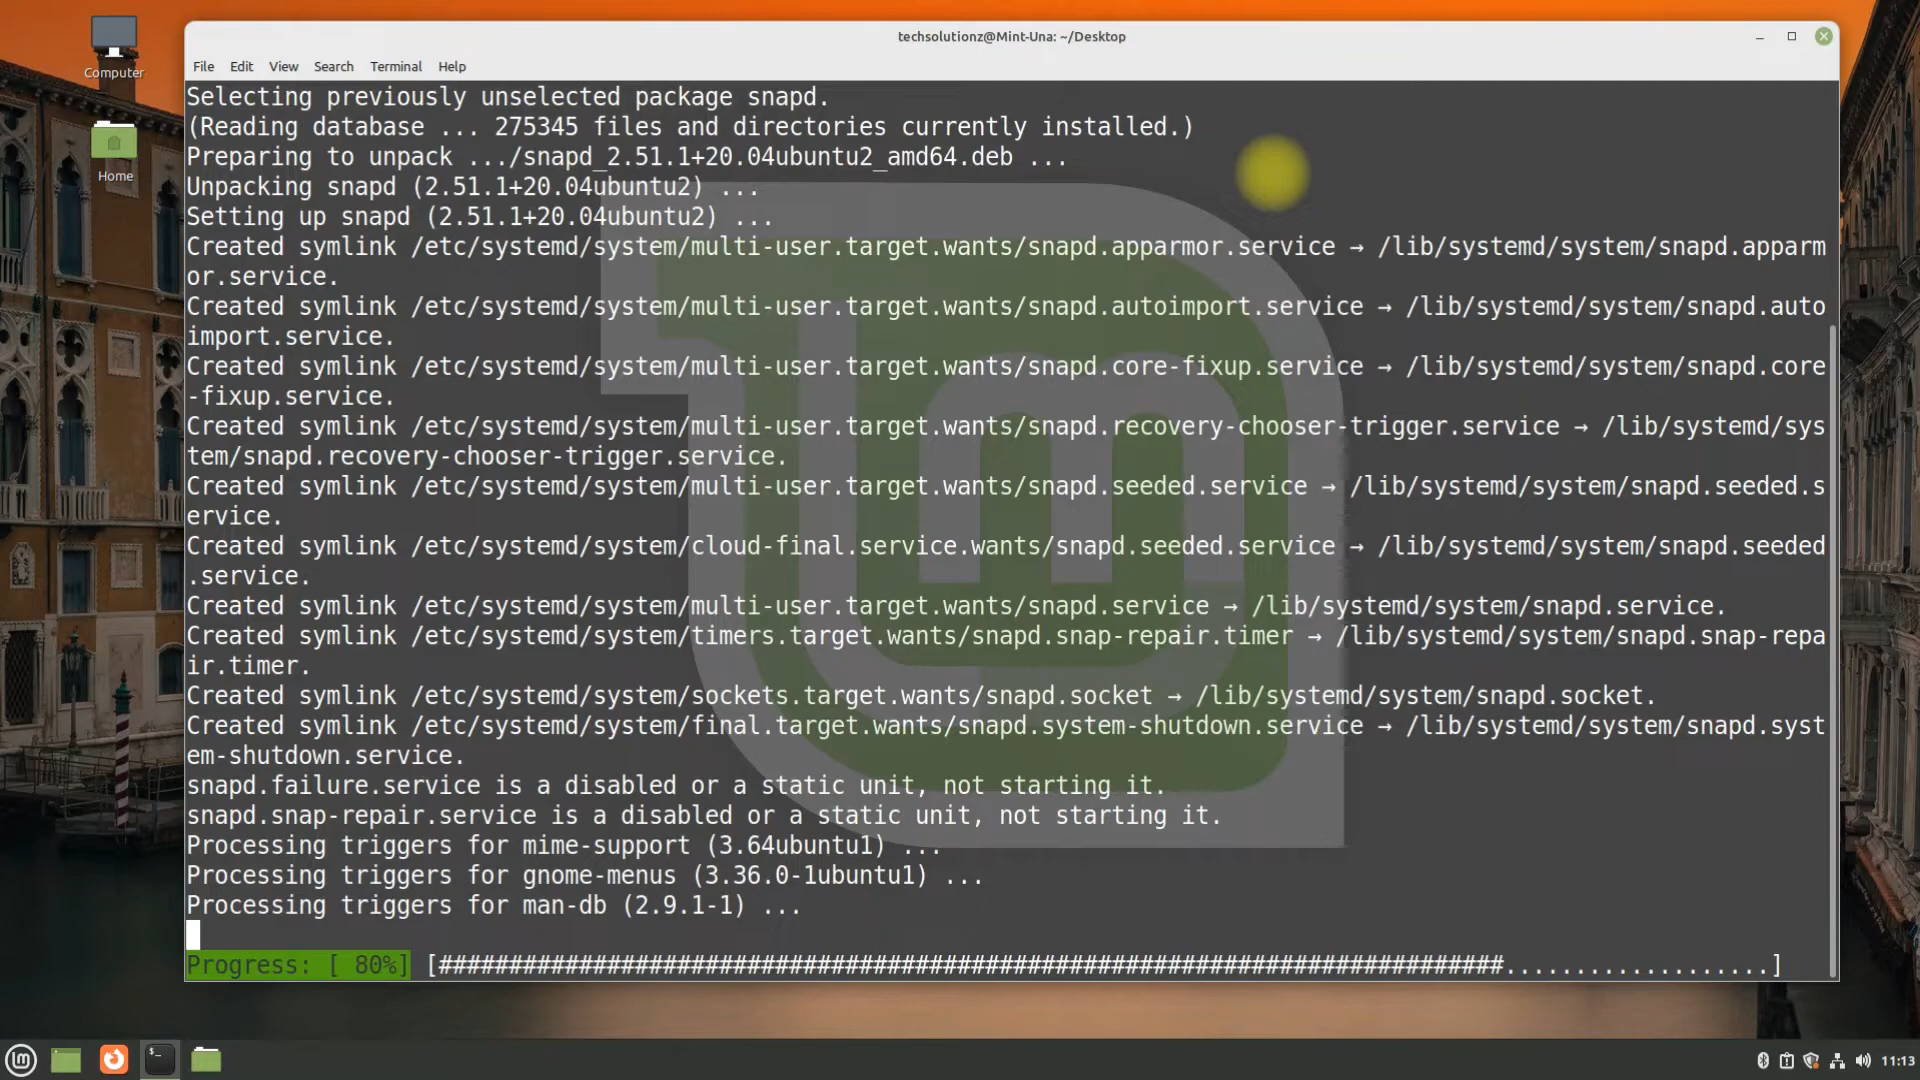 techsolutionz@Mint-Una: ~/Desktop
Computer
Home
File Edit View Search Terminal Help
Selecting previously unselected package snapd.
(Reading database ... 275345 files and directories currently installed.)
Preparing to unpack .../snapd_2.51.1+20.04ubuntu2_amd64.deb ...
Unpacking snapd (2.51.1+20.04ubuntu2) ...
Setting up snapd (2.51.1+20.04ubuntu2) ...
Created symlink /etc/systemd/system/multi-user.target.wants/snapd.apparmor.service → /lib/systemd/system/snapd.apparm
or.service.
Created symlink /etc/systemd/system/multi-user.target.wants/snapd.autoimport.service → /lib/systemd/system/snapd.auto
import.service.
Created symlink /etc/systemd/system/multi-user.target.wants/snapd.core-fixup.service → /lib/systemd/system/snapd.core
-fixup.service.
Created symlink /etc/systemd/system/multi-user.target.wants/snapd.recovery-chooser-trigger.service → /lib/systemd/sys
tem/snapd.recovery-chooser-trigger.service.
Created symlink /etc/systemd/system/multi-user.target.wants/snapd.seeded.service → /lib/systemd/system/snapd.seeded.s
ervice.
Created symlink /etc/systemd/system/cloud-final.service.wants/snapd.seeded.service → /lib/systemd/system/snapd.seeded
.service.
Created symlink /etc/systemd/system/multi-user.target.wants/snapd.service → /lib/systemd/system/snapd.service.
Created symlink /etc/systemd/system/timers.target.wants/snapd.snap-repair.timer → /lib/systemd/system/snapd.snap-repa
ir.timer.
Created symlink /etc/systemd/system/sockets.target.wants/snapd.socket → /lib/systemd/system/snapd.socket.
Created symlink /etc/systemd/system/final.target.wants/snapd.system-shutdown.service → /lib/systemd/system/snapd.syst
em-shutdown.service.
snapd.failure.service is a disabled or a static unit, not starting it.
snapd.snap-repair.service is a disabled or a static unit, not starting it.
Processing triggers for mime-support (3.64ubuntu1) ...
Processing triggers for gnome-menus (3.36.0-1ubuntu1) ...
Processing triggers for man-db (2.9.1-1) ...
Progress: [ 80%] [############################################################################...................]
11:13